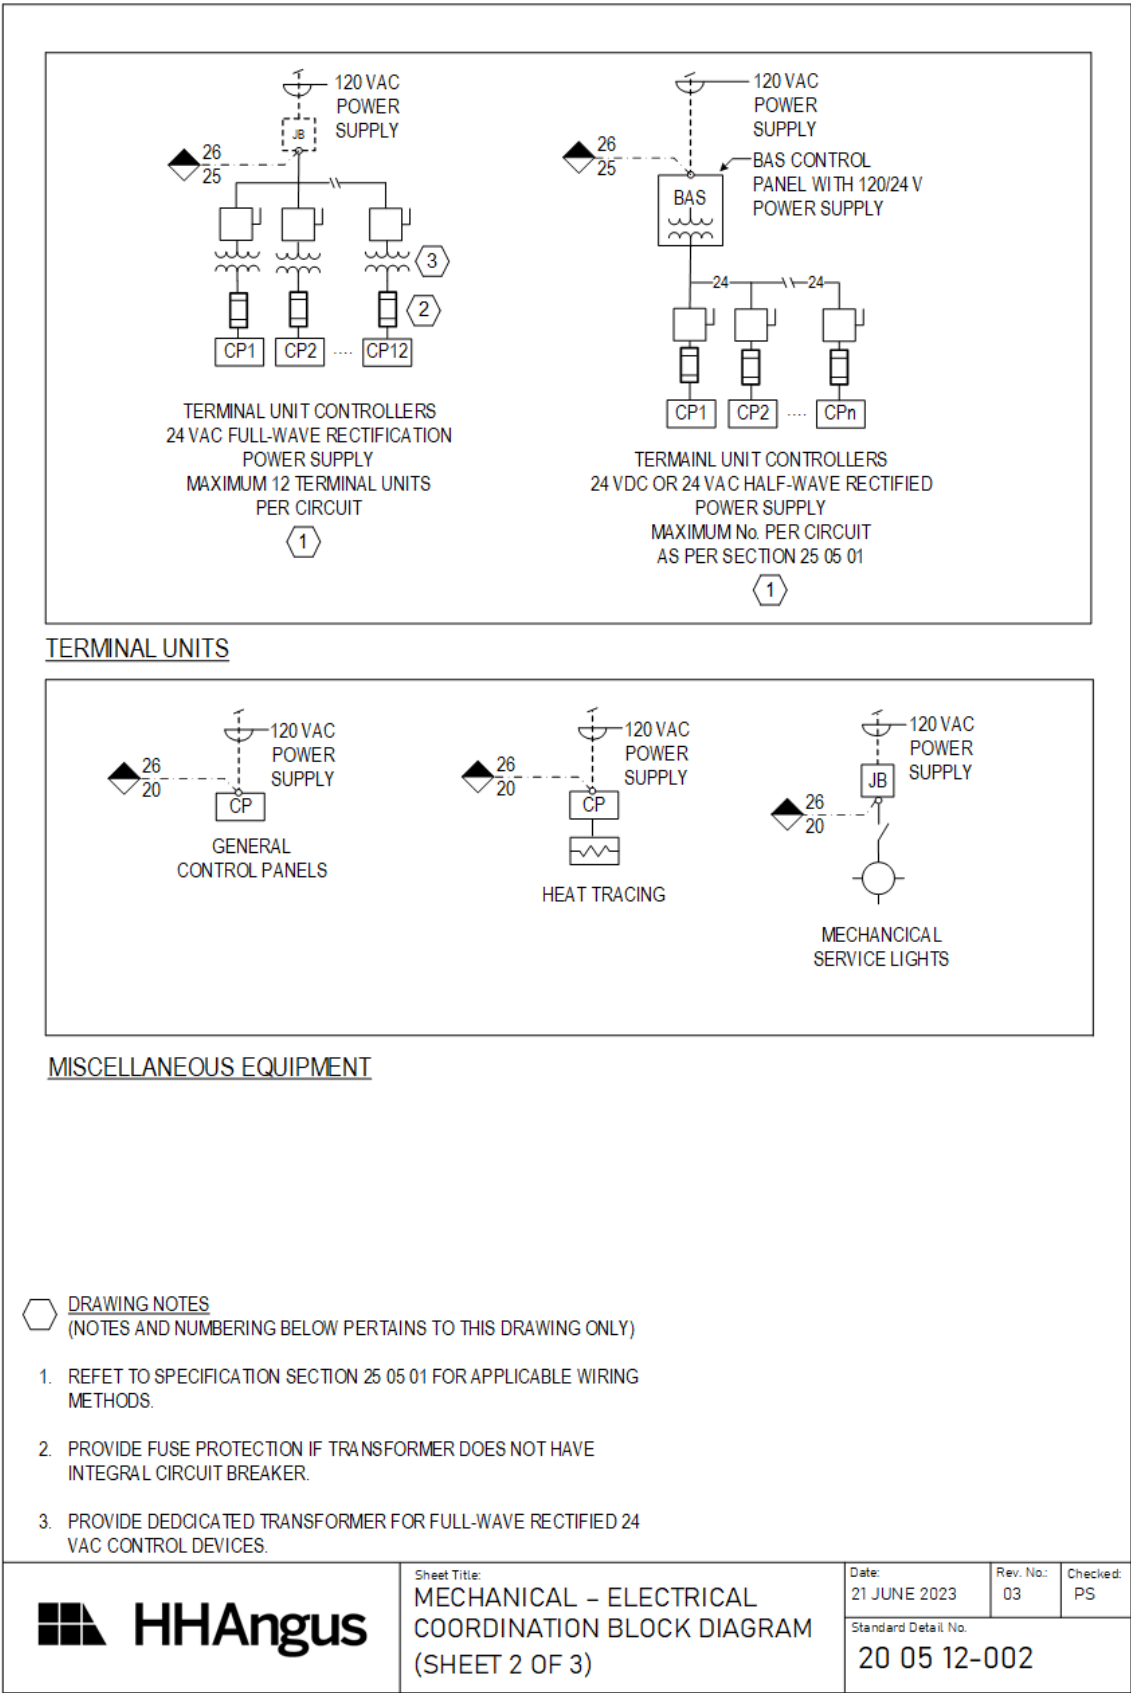 120 VAC
POWER
SUPPLY
JB
26
25
3
2
CP1
CP2
....
CP12
TERMINAL UNIT CONTROLLERS
24 VAC FULL-WAVE RECTIFICATION
POWER SUPPLY
MAXIMUM 12 TERMINAL UNITS
PER CIRCUIT
1
120 VAC
POWER
SUPPLY
26
25
BAS CONTROL
PANEL WITH 120/24 V
POWER SUPPLY
BAS
24
24
CP1
CP2
....
CPn
TERMAINL UNIT CONTROLLERS
24 VDC OR 24 VAC HALF-WAVE RECTIFIED
POWER SUPPLY
MAXIMUM No. PER CIRCUIT
AS PER SECTION 25 05 01
1
TERMINAL UNITS
120 VAC
POWER
SUPPLY
26
20
CP
GENERAL
CONTROL PANELS
120 VAC
POWER
SUPPLY
26
20
CP
HEAT TRACING
120 VAC
POWER
SUPPLY
JB
26
20
MECHANCICAL
SERVICE LIGHTS
MISCELLANEOUS EQUIPMENT
DRAWING NOTES
(NOTES AND NUMBERING BELOW PERTAINS TO THIS DRAWING ONLY)
1. REFET TO SPECIFICATION SECTION 25 05 01 FOR APPLICABLE WIRING
METHODS.
2. PROVIDE FUSE PROTECTION IF TRANSFORMER DOES NOT HAVE
INTEGRAL CIRCUIT BREAKER.
3. PROVIDE DEDCICATED TRANSFORMER FOR FULL-WAVE RECTIFIED 24
VAC CONTROL DEVICES.
HHAngus
Sheet Title:
MECHANICAL – ELECTRICAL
COORDINATION BLOCK DIAGRAM
(SHEET 2 OF 3)
Date:
21 JUNE 2023
Rev. No.:
03
Checked:
PS
Standard Detail No.
20 05 12-002